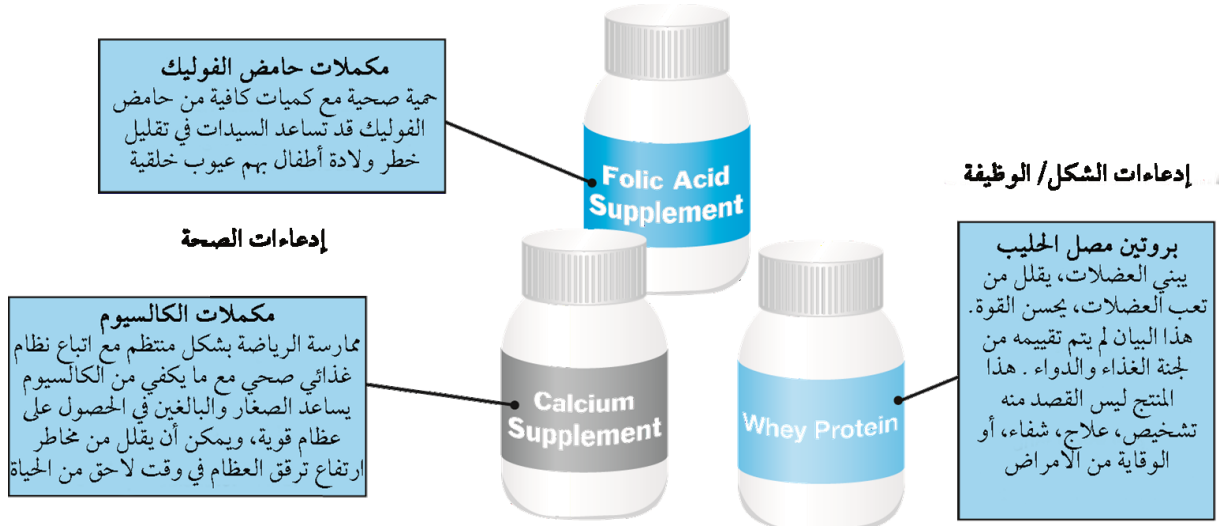 مكملات حامض الفوليك
حمية صحية مع كميات كافية من حامض
الفوليك قد تساعد السيدات في تقليل
خطر ولادة أطفال بهم عيوب خلقية
Folic Acid
Supplement
إدعاءات الشكل/ الوظيفة
إدعاءات الصحة
بروتين مصل الحليب
يبني العضلات، يقلل من
تعب العضلات، يحسن القوة.
هذا البيان لم يتم تقييمه من
لجنة الغذاء والدواء . هذا
المنتج ليس القصد منه
تشخيص، علاج، شفاء، أو
الوقاية من الامراض
مكملات الكالسيوم
ممارسة الرياضة بشكل منتظم مع اتباع نظام
غذائي صحي مع ما يكفي من الكالسيوم
يساعد الصغار والبالغين في الحصول على
عظام قوية، ويمكن أن يقلل من مخاطر
ارتفاع ترقق العظام في وقت لاحق من الحياة
Calcium
Supplement
Whey Protein